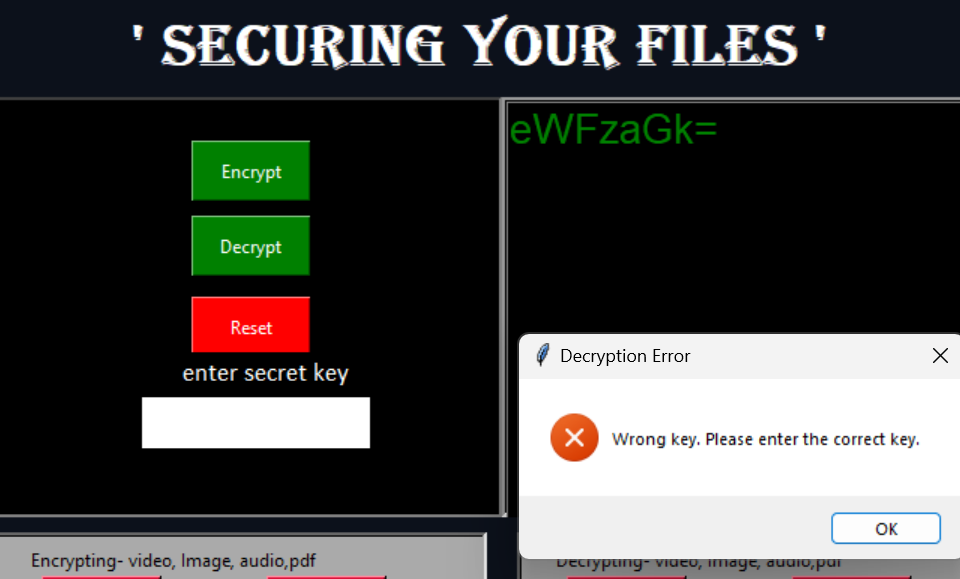 ' SECURING YOUR FILES '
Encrypt
Decrypt
Reset
enter secret key
eWFzaGk=
Decryption Error
Wrong key. Please enter the correct key.
OK
Encrypting- video, Image, audio,pdf
Decrypting- video, Image, audio,pdf